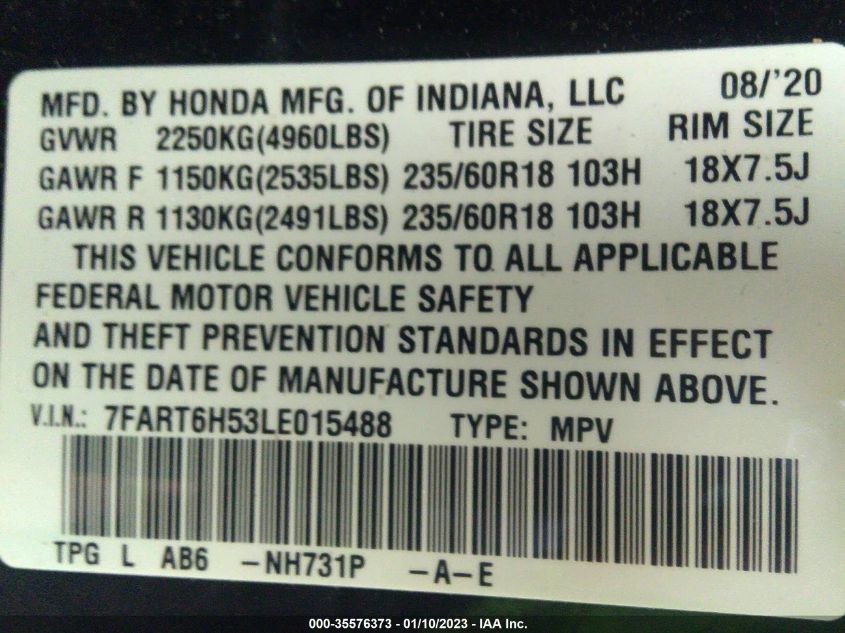 MFD. BY HONDA MFG. OF INDIANA, LLC 08/'20
GVWR 2250KG(4960LBS) TIRE SIZE RIM SIZE
GAWR F 1150KG(2535LBS) 235/60R18 103H 18X7.5J
GAWR R 1130KG(2491LBS) 235/60R18 103H 18X7.5J
THIS VEHICLE CONFORMS TO ALL APPLICABLE
FEDERAL MOTOR VEHICLE SAFETY
AND THEFT PREVENTION STANDARDS IN EFFECT
ON THE DATE OF MANUFACTURE SHOWN ABOVE.
V.I.N.: 7FART6H53LE015488 TYPE: MPV
TPG L AB6 -NH731P -A-E
000-35576373 - 01/10/2023 - IAA Inc.